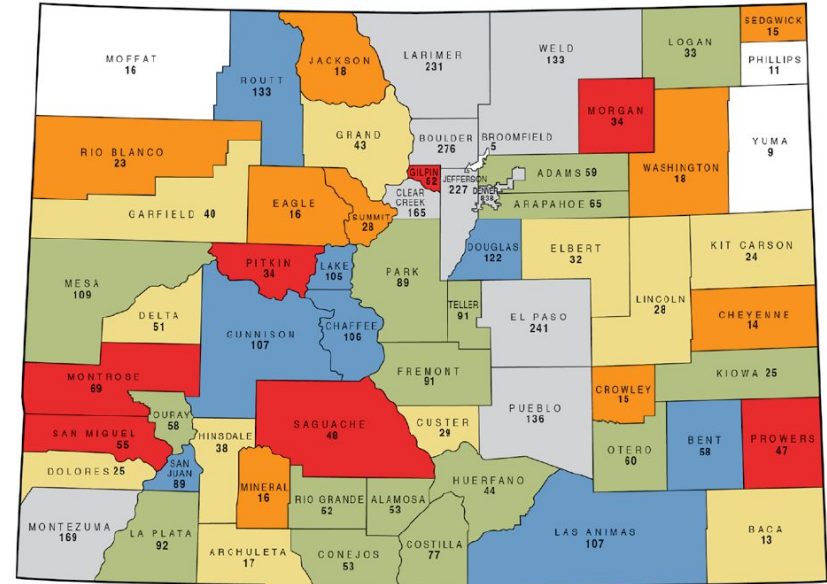 MOFFAT
16
ROUTT
133
JACKSON
18
LARIMER
231
WELD
133
LOGAN
33
SEDGWICK
15
PHILLIPS
11
RIO BLANCO
23
GRAND
43
BOULDER
276
BROOMFIELD
5
MORGAN
34
WASHINGTON
18
YUMA
9
GARFIELD 40
EAGLE
16
SUMMIT
28
GILPIN
62
CLEAR
CREEK
165
JEFFERSON
227
DENVER
838
ADAMS 59
ARAPAHOE 65
MESA
109
PITKIN
34
LAKE
105
PARK
89
DOUGLAS
122
ELBERT
32
KIT CARSON
24
DELTA
51
GUNNISON
107
CHAFFEE
106
TELLER
91
EL PASO
241
LINCOLN
28
CHEYENNE
14
MONTROSE
69
FREMONT
91
KIOWA 25
OURAY
58
SAGUACHE
40
CUSTER
29
PUEBLO
136
CROWLEY
15
SAN MIGUEL
55
HINSDALE
38
OTERO
60
BENT
58
PROWERS
47
DOLORES 25
SAN
JUAN
89
MINERAL
16
RIO GRANDE
52
ALAMOSA
53
HUERFANO
44
MONTEZUMA
169
LA PLATA
92
ARCHULETA
17
CONEJOS
53
COSTILLA
77
LAS ANIMAS
107
BACA
13